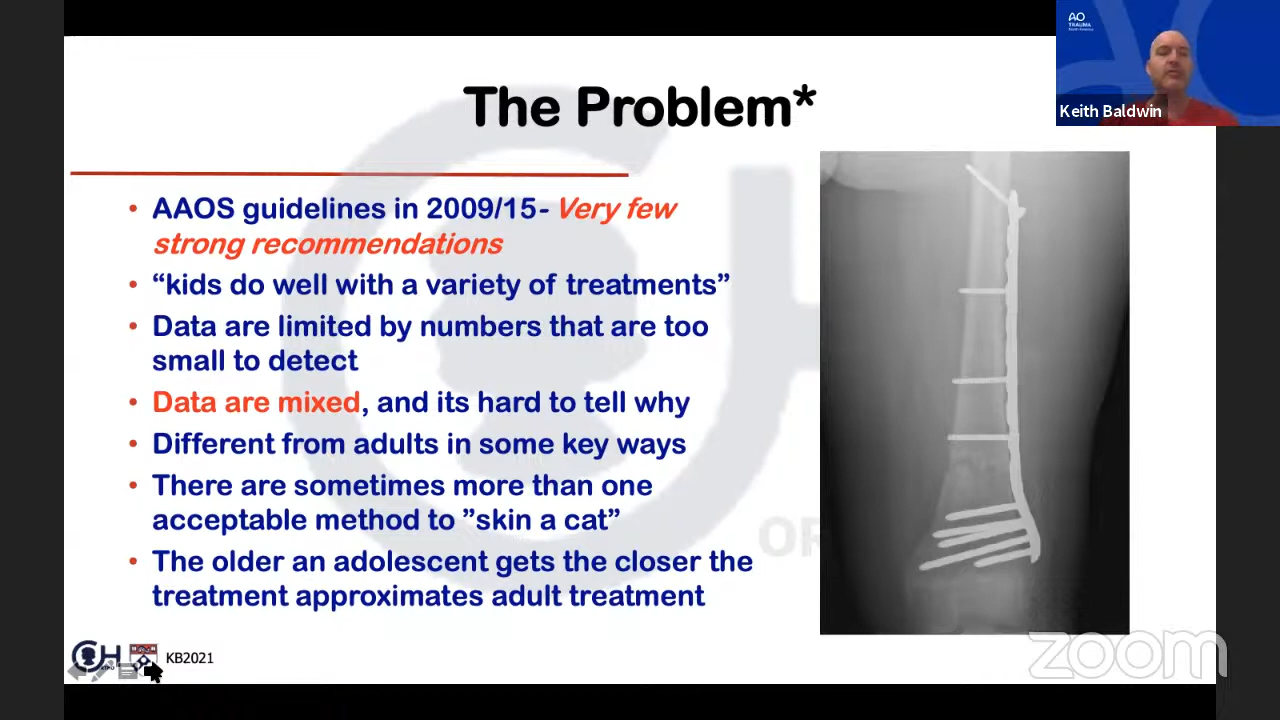 AO
TRAUMA
North America
Keith Baldwin
The Problem*
• AAOS guidelines in 2009/15- Very few
strong recommendations
• “kids do well with a variety of treatments”
• Data are limited by numbers that are too
small to detect
• Data are mixed, and its hard to tell why
• Different from adults in some key ways
• There are sometimes more than one
acceptable method to ”skin a cat”
• The older an adolescent gets the closer the
treatment approximates adult treatment
KB2021
zoom